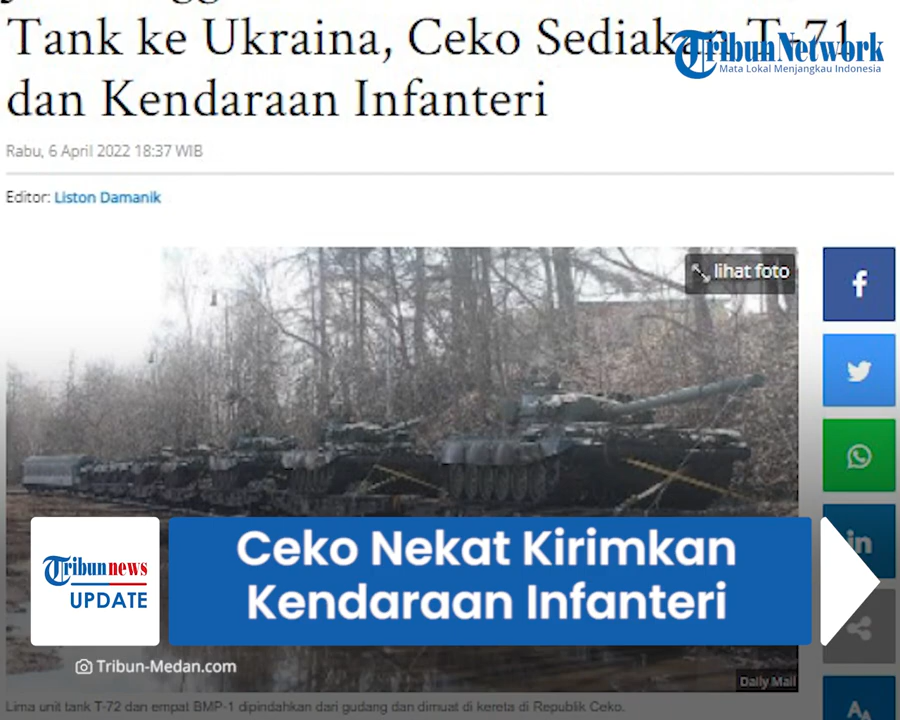 Tank ke Ukraina, Ceko Sediakan T-71
dan Kendaraan Infanteri
Tribun Network
Mata Lokal Menjangkau Indonesia
Rabu, 6 April 2022 18:37 WIB
Editor: Liston Damanik
lihat foto
Tribunnews
UPDATE
Ceko Nekat Kirimkan
Kendaraan Infanteri
in
Tribun-Medan.com
Daily Mail
Lima unit tank T-72 dan empat BMP-1 dipindahkan dari gudang dan dimuat di kereta di Republik Ceko.
AA